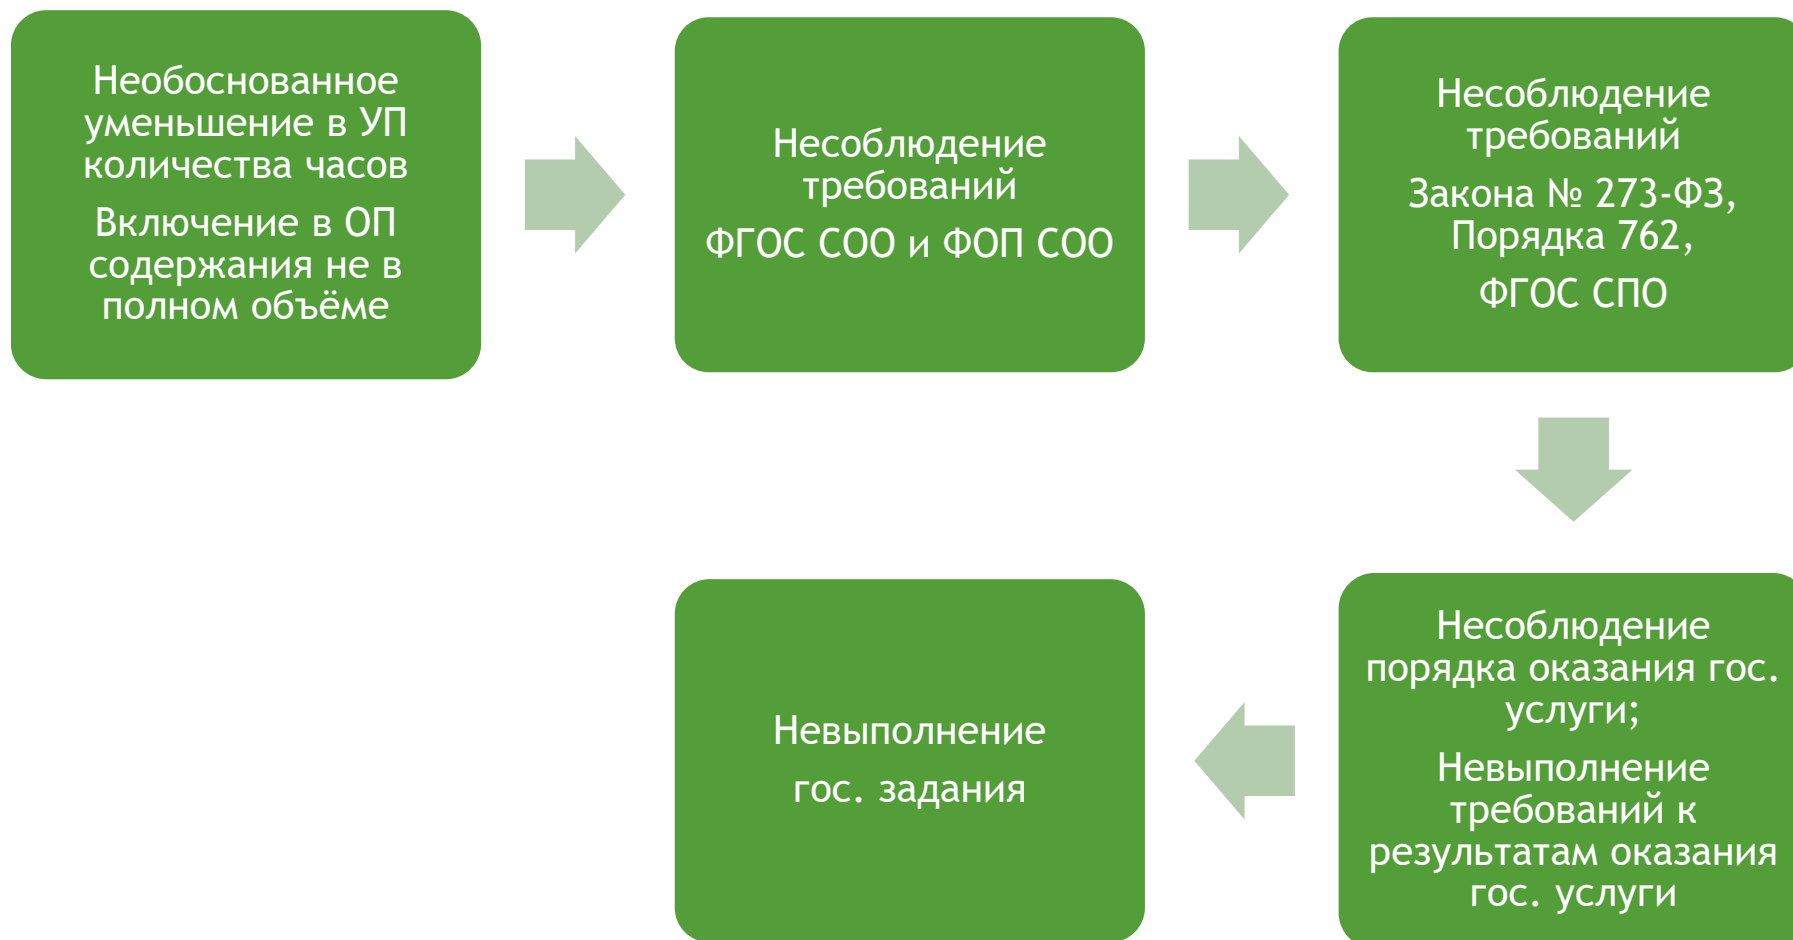 Необоснованное
уменьшение в УП
количества часов
Включение в ОП
содержания не в
полном объёме
Несоблюдение
требований
ФГОС СОО и ФОП СОО
Несоблюдение
требований
Закона № 273-ФЗ,
Порядка 762,
ФГОС СПО
Несоблюдение
порядка оказания гос.
услуги;
Невыполнение
требований к
результатам оказания
гос. услуги
Невыполнение
гос. задания